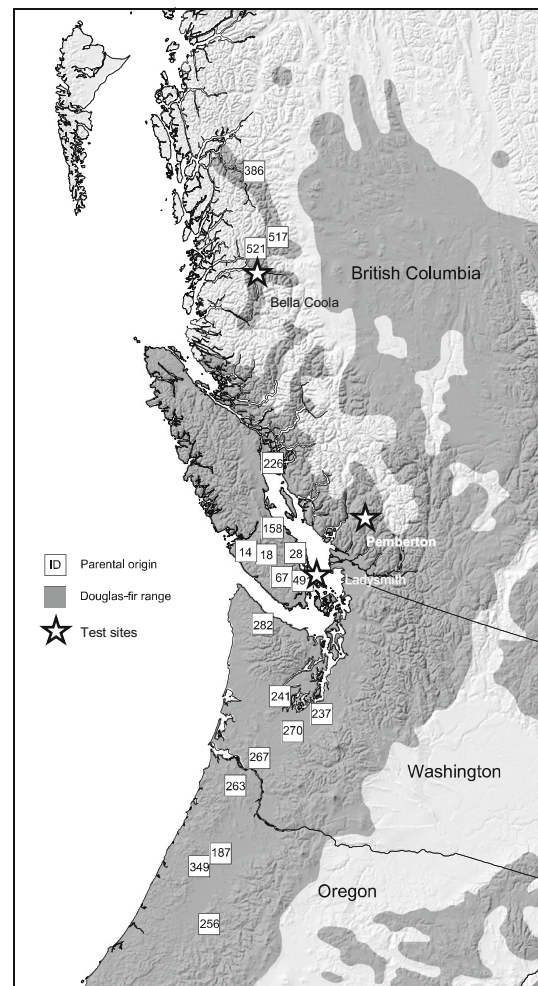 386
517
521
British Columbia
Bella Coola
226
158
Pemberton
14
18
28
ID Parental origin
67
49
Ladysmith
Douglas-fir range
282
Test sites
241
237
270
267
Washington
263
187
349
Oregon
256